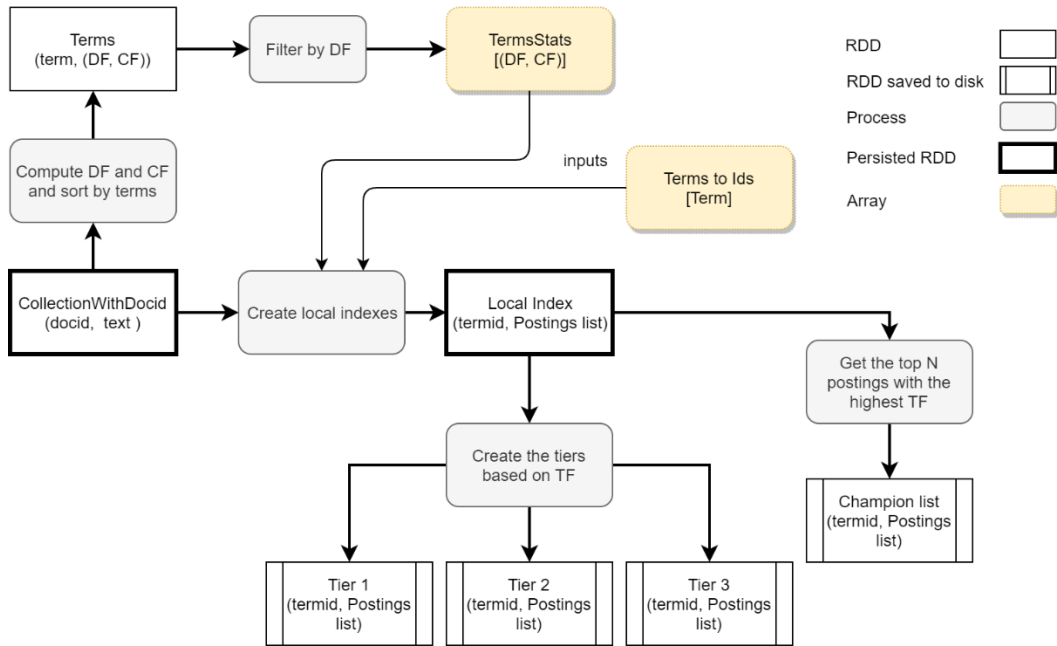 Terms
(term, (DF, CF))
Filter by DF
TermsStats
[(DF, CF)]
RDD
RDD saved to disk
Process
Persisted RDD
Array
Compute DF and CF
and sort by terms
inputs
Terms to Ids
[Term]
CollectionWithDocid
(docid,  text )
Create local indexes
Local Index
(termid, Postings list)
Get the top N
postings with the
highest TF
Create the tiers
based on TF
Champion list
(termid, Postings
list)
Tier 1
(termid, Postings
list)
Tier 2
(termid, Postings
list)
Tier 3
(termid, Postings
list)